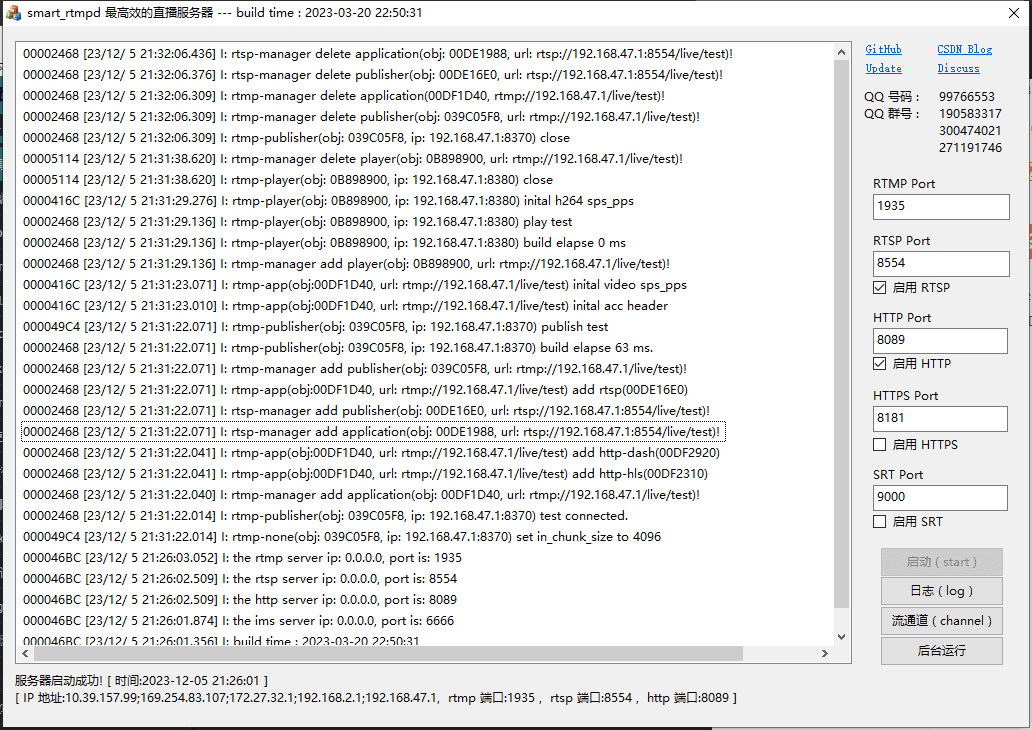 smart_rtmpd 最高效的直播服务器 --- build time : 2023-03-20 22:50:31
00002468 [23/12/ 5 21:32:06.436] I: rtsp-manager delete application(obj: 00DE1988, url: rtsp://192.168.47.1:8554/live/test)!
00002468 [23/12/ 5 21:32:06.376] I: rtsp-manager delete publisher(obj: 00DE16E0, url: rtsp://192.168.47.1:8554/live/test)!
00002468 [23/12/ 5 21:32:06.309] I: rtmp-manager delete application(00DF1D40, rtmp://192.168.47.1/live/test)!
00002468 [23/12/ 5 21:32:06.309] I: rtmp-manager delete publisher(obj: 039C05F8, url: rtmp://192.168.47.1/live/test)!
00002468 [23/12/ 5 21:32:06.309] I: rtmp-publisher(obj: 039C05F8, ip: 192.168.47.1:8370) close
00005114 [23/12/ 5 21:31:38.620] I: rtmp-manager delete player(obj: 0B898900, url: rtmp://192.168.47.1/live/test)!
00005114 [23/12/ 5 21:31:38.620] I: rtmp-player(obj: 0B898900, ip: 192.168.47.1:8380) close
0000416C [23/12/ 5 21:31:29.276] I: rtmp-player(obj: 0B898900, ip: 192.168.47.1:8380) inital h264 sps_pps
00002468 [23/12/ 5 21:31:29.136] I: rtmp-player(obj: 0B898900, ip: 192.168.47.1:8380) play test
00002468 [23/12/ 5 21:31:29.136] I: rtmp-player(obj: 0B898900, ip: 192.168.47.1:8380) build elapse 0 ms
00002468 [23/12/ 5 21:31:29.136] I: rtmp-manager add player(obj: 0B898900, url: rtmp://192.168.47.1/live/test)!
0000416C [23/12/ 5 21:31:23.071] I: rtmp-app(obj:00DF1D40, url: rtmp://192.168.47.1/live/test) inital video sps_pps
0000416C [23/12/ 5 21:31:23.010] I: rtmp-app(obj:00DF1D40, url: rtmp://192.168.47.1/live/test) inital acc header
000049C4 [23/12/ 5 21:31:22.071] I: rtmp-publisher(obj: 039C05F8, ip: 192.168.47.1:8370) publish test
00002468 [23/12/ 5 21:31:22.071] I: rtmp-publisher(obj: 039C05F8, ip: 192.168.47.1:8370) build elapse 63 ms.
00002468 [23/12/ 5 21:31:22.071] I: rtmp-manager add publisher(obj: 039C05F8, url: rtmp://192.168.47.1/live/test)!
00002468 [23/12/ 5 21:31:22.071] I: rtmp-app(obj:00DF1D40, url: rtmp://192.168.47.1/live/test) add rtsp(00DE16E0)
00002468 [23/12/ 5 21:31:22.071] I: rtsp-manager add publisher(obj: 00DE16E0, url: rtsp://192.168.47.1:8554/live/test)!
00002468 [23/12/ 5 21:31:22.071] I: rtsp-manager add application(obj: 00DE1988, url: rtsp://192.168.47.1:8554/live/test)!
00002468 [23/12/ 5 21:31:22.041] I: rtmp-app(obj:00DF1D40, url: rtmp://192.168.47.1/live/test) add http-dash(00DF2920)
00002468 [23/12/ 5 21:31:22.041] I: rtmp-app(obj:00DF1D40, url: rtmp://192.168.47.1/live/test) add http-hls(00DF2310)
00002468 [23/12/ 5 21:31:22.040] I: rtmp-manager add application(obj: 00DF1D40, url: rtmp://192.168.47.1/live/test)!
00002468 [23/12/ 5 21:31:22.014] I: rtmp-publisher(obj: 039C05F8, ip: 192.168.47.1:8370) test connected.
000049C4 [23/12/ 5 21:31:22.014] I: rtmp-none(obj: 039C05F8, ip: 192.168.47.1:8370) set in_chunk_size to 4096
000046BC [23/12/ 5 21:26:03.052] I: the rtmp server ip: 0.0.0.0, port is: 1935
000046BC [23/12/ 5 21:26:02.509] I: the rtsp server ip: 0.0.0.0, port is: 8554
000046BC [23/12/ 5 21:26:02.509] I: the http server ip: 0.0.0.0, port is: 8089
000046BC [23/12/ 5 21:26:01.874] I: the ims server ip: 0.0.0.0, port is: 6666
000046BC [23/12/ 5 21:26:01.356] I: build time : 2023-03-20 22:50:31
服务器启动成功! [ 时间:2023-12-05 21:26:01 ]
[ IP 地址:10.39.157.99;169.254.83.107;172.27.32.1;192.168.2.1;192.168.47.1, rtmp 端口:1935 , rtsp 端口:8554 , http 端口:8089 ]
GitHub CSDN Blog
Update Discuss
QQ 号码 : 99766553
QQ 群号 : 190583317
300474021
271191746
RTMP Port
1935
RTSP Port
8554
启用 RTSP
HTTP Port
8089
启用 HTTP
HTTPS Port
8181
启用 HTTPS
SRT Port
9000
启用 SRT
启动 ( start )
日志 ( log )
流通道 ( channel )
后台运行